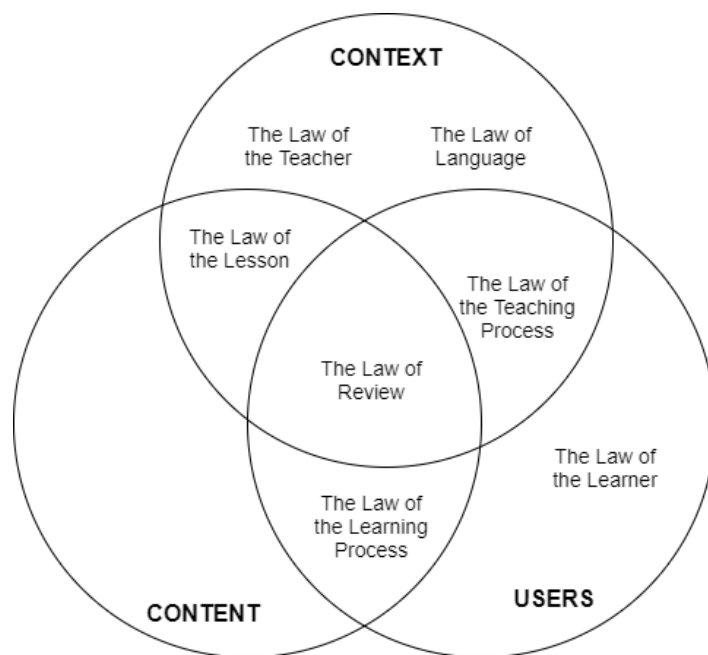 CONTEXT
The Law of
the Teacher
The Law of
Language
The Law of
the Lesson
The Law of
the Teaching
Process
The Law of
Review
The Law of
the Learner
The Law of
the Learning
Process
CONTENT
USERS